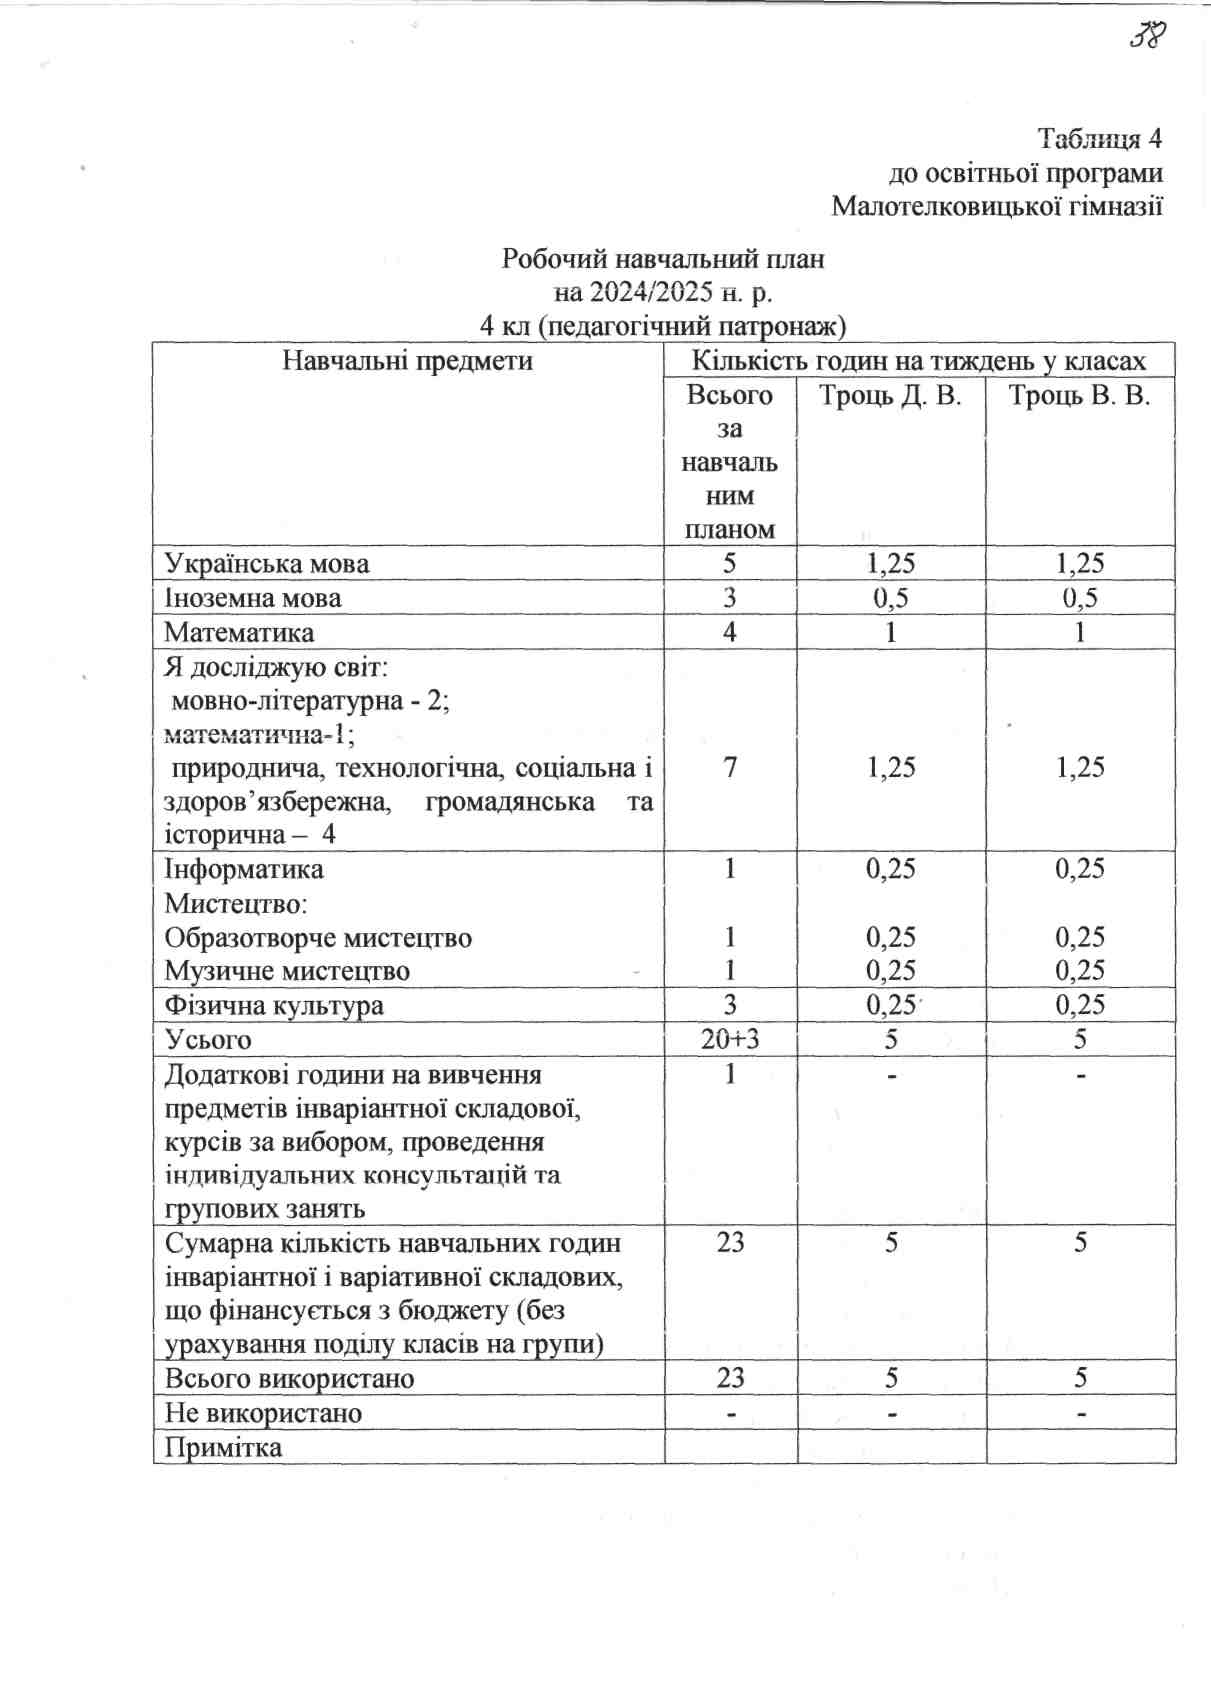 38
Таблиця 4
до освітньої програми
Малотелковицької гімназії
Робочий навчальний план
на 2024/2025 н. р.
4 кл (педагогічний патронаж)
Навчальні предмети
Кількість годин на тиждень у класах
Всього
за
навчаль
ним
планом
Троць Д. В.
Троць В. В.
Українська мова 5 1,25 1,25
Іноземна мова 3 0,5 0,5
Математика 4 1 1
Я досліджую світ:
мовно-літературна - 2;
математична-1;
природнича, технологічна, соціальна і 7 1,25 1,25
здоров’язбережна, громадянська та
історична – 4
Інформатика 1 0,25 0,25
Мистецтво:
Образотворче мистецтво 1 0,25 0,25
Музичне мистецтво 1 0,25 0,25
Фізична культура 3 0,25 0,25
Усього 20+3 5 5
Додаткові години на вивчення 1 - -
предметів інваріантної складової,
курсів за вибором, проведення
індивідуальних консультацій та
групових занять
Сумарна кількість навчальних годин 23 5 5
інваріантної і варіативної складових,
що фінансується з бюджету (без
урахування поділу класів на групи)
Всього використано 23 5 5
Не використано - - -
Примітка